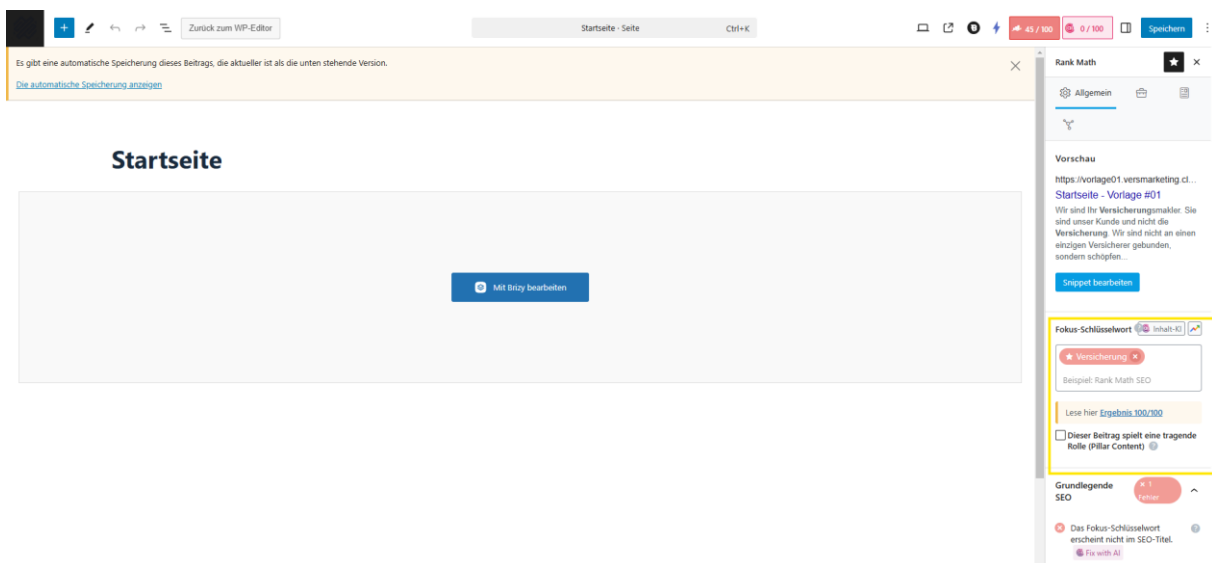 Zurück zum WP-Editor
Startseite - Seite Ctrl+K
45 / 100
0 / 100
Speichern
Es gibt eine automatische Speicherung dieses Beitrags, die aktueller ist als die unten stehende Version.
Die automatische Speicherung anzeigen
Startseite
Mit Brizy bearbeiten
Rank Math
Allgemein
Vorschau
https://vorlage01.versmarketing.cl...
Startseite - Vorlage #01
Wir sind Ihr Versicherungsmakler. Sie
sind unser Kunde und nicht die
Versicherung. Wir sind nicht an einen
einzigen Versicherer gebunden,
sondern schöpfen...
Snippet bearbeiten
Fokus-Schlüsselwort Inhalt-KI
Versicherung
Beispiel: Rank Math SEO
Lese hier Ergebnis 100/100
Dieser Beitrag spielt eine tragende
Rolle (Pillar Content)
Grundlegende
SEO
× 1
Fehler
Das Fokus-Schlüsselwort
erscheint nicht im SEO-Titel.
Fix with AI